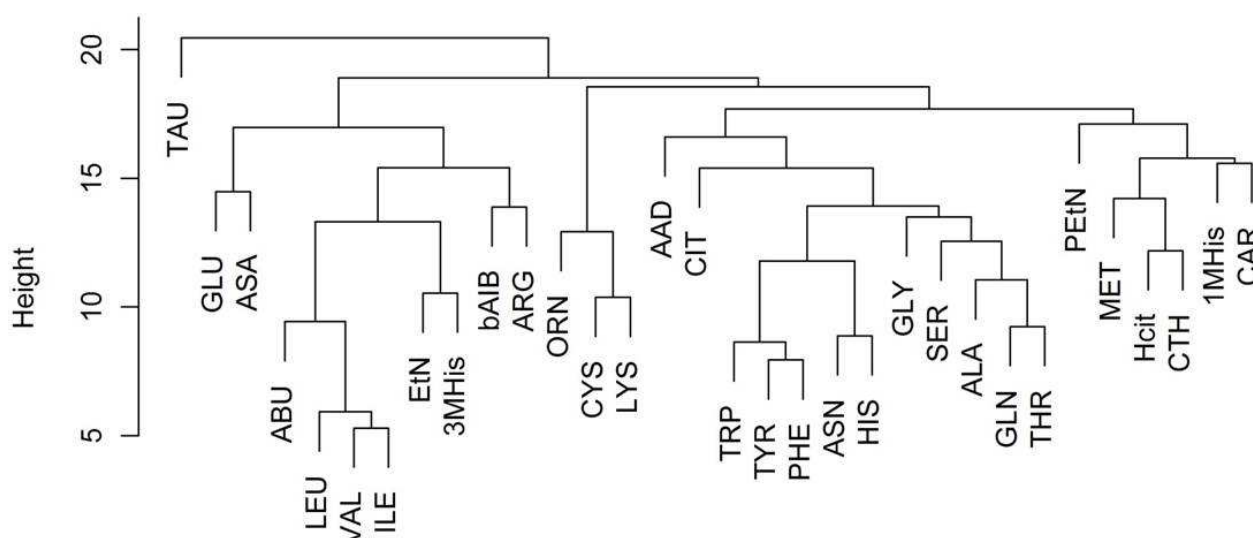 Height
20
15
10
5
TAU
GLU
ASA
ABU
LEU
VAL
ILE
EtN
3MHis
bAIB
ARG
ORN
CYS
LYS
AAD
CIT
TRP
TYR
PHE
ASN
HIS
GLY
SER
ALA
GLN
THR
PEtN
MET
Hcit
CTH
1MHis
CAR